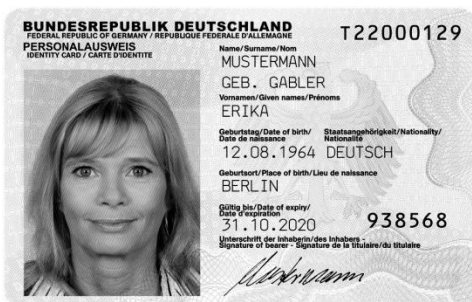 BUNDESREPUBLIK DEUTSCHLAND
FEDERAL REPUBLIC OF GERMANY / REPUBLIQUE FEDERALE D'ALLEMAGNE
PERSONALAUSWEIS
IDENTITY CARD / CARTE D'IDENTITE
T22000129
Name/Surname/Nom
MUSTERMANN
GEB. GABLER
Vornamen/Given names/Prénoms
ERIKA
Geburtstag/Date of birth/ Staatsangehörigkeit/Nationality/
Date de naissance Nationalité
12.08.1964 DEUTSCH
Geburtsort/Place of birth/Lieu de naissance
BERLIN
Gültig bis/Date of expiry/
Date d'expiration
31.10.2020 938568
Unterschrift der Inhaberin/des Inhabers -
Signature of bearer - Signature de la titulaire/du titulaire
Mustermann